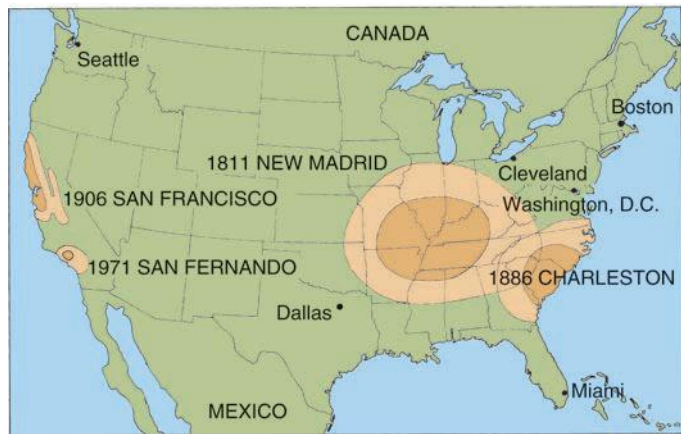 CANADA
Seattle
Boston
1811 NEW MADRID
Cleveland
1906 SAN FRANCISCO
Washington, D.C.
1971 SAN FERNANDO
1886 CHARLESTON
Dallas
Miami
MEXICO